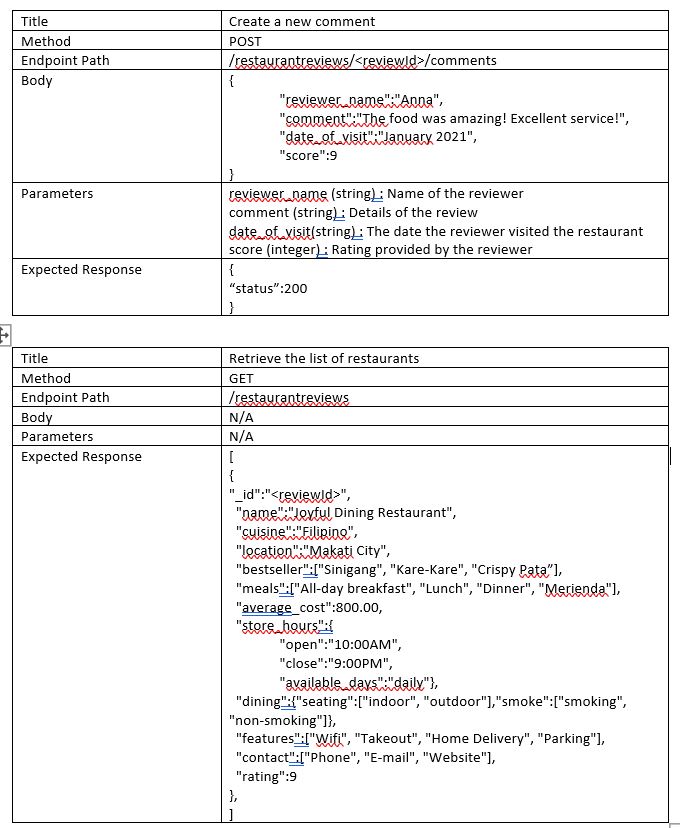 Title Create a new comment
Method POST
Endpoint Path /restaurantreviews/<reviewId>/comments
Body {
"reviewer_name":"Anna",
"comment":"The food was amazing! Excellent service!",
"date_of_visit":"January 2021",
"score":9
}
Parameters reviewer_name (string) : Name of the reviewer
comment (string) : Details of the review
date_of_visit(string) : The date the reviewer visited the restaurant
score (integer) : Rating provided by the reviewer
Expected Response {
“status”:200
}
Title Retrieve the list of restaurants
Method GET
Endpoint Path /restaurantreviews
Body N/A
Parameters N/A
Expected Response [
{
"_id":"<reviewId>",
"name":"Joyful Dining Restaurant",
"cuisine":"Filipino",
"location":"Makati City",
"bestseller":["Sinigang", "Kare-Kare", "Crispy Pata”],
"meals":["All-day breakfast", "Lunch", "Dinner", "Merienda"],
"average_cost":800.00,
"store_hours":{
"open":"10:00AM",
"close":"9:00PM",
"available_days":"daily"},
"dining":{"seating":["indoor", "outdoor"],"smoke":["smoking",
"non-smoking"]},
"features":["Wifi", "Takeout", "Home Delivery", "Parking"],
"contact":["Phone", "E-mail", "Website"],
"rating":9
},
]